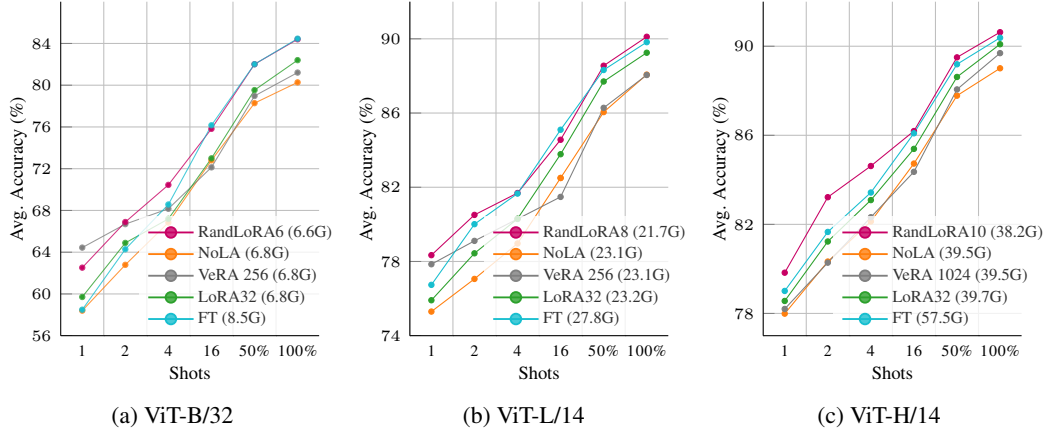 84
80
76
72
68
64
60
56
Avg. Accuracy (%)
RandLoRA6 (6.6G)
NoLA (6.8G)
VeRA 256 (6.8G)
LoRA32 (6.8G)
FT (8.5G)
1 2 4 16 50% 100%
Shots
(a) ViT-B/32
90
86
82
78
74
Avg. Accuracy (%)
RandLoRA8 (21.7G)
NoLA (23.1G)
VeRA 256 (23.1G)
LoRA32 (23.2G)
FT (27.8G)
1 2 4 16 50% 100%
Shots
(b) ViT-L/14
90
86
82
78
Avg. Accuracy (%)
RandLoRA10 (38.2G)
NoLA (39.5G)
VeRA 1024 (39.5G)
LoRA32 (39.7G)
FT (57.5G)
1 2 4 16 50% 100%
Shots
(c) ViT-H/14